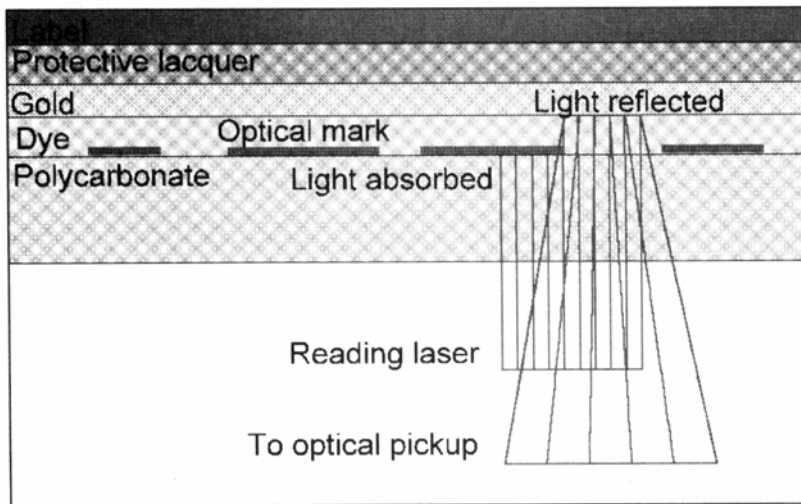 Label
Protective lacquer
Gold
Light reflected
Dye
Optical mark
Polycarbonate
Light absorbed
Reading laser
To optical pickup